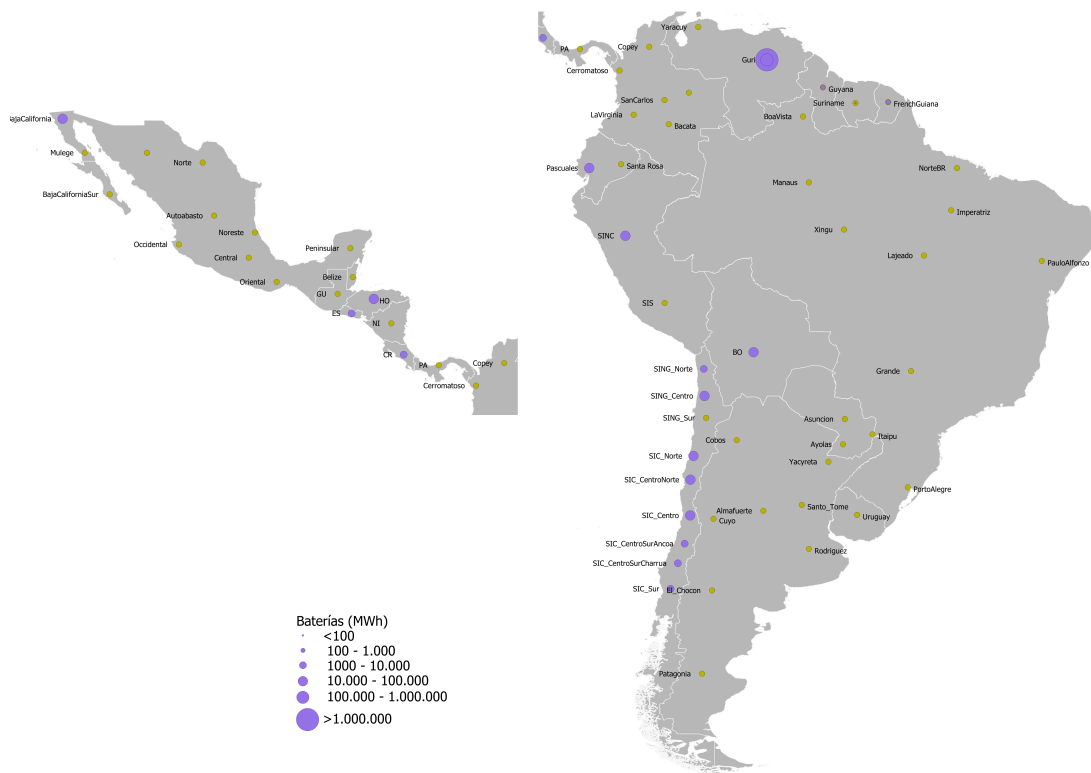 BajaCalifornia
Mulege
Norte
BajaCaliforniaSur
Autoabasto
Noreste
Occidental
Central
Peninsular
Oriental
Belize
GU
HO
ES
NI
CR
PA
Copey
Cerromatoso
Baterías (MWh)
<100
100 - 1.000
1000 - 10.000
10.000 - 100.000
100.000 - 1.000.000
>1.000.000
Yaracuy
PA
Copey
Guri
Cerromatoso
Guyana
SanCarlos
Suriname
FrenchGuiana
LaVirginia
BoaVista
Bacata
Pascuales
Santa Rosa
NorteBR
Manaus
Imperatriz
SINC
Xingu
Lajeado
PauloAlfonzo
SIS
BO
SING_Norte
Grande
SING_Centro
SING_Sur
Asuncion
Cobos
Itaipu
Ayolas
SIC_Norte
Yacyreta
SIC_CentroNorte
PortoAlegre
Santo_Tome
Almafuerte
SIC_Centro
Cuyo
Uruguay
SIC_CentroSurAncoa
Rodriguez
SIC_CentroSurCharrua
SIC_Sur
El_Chocon
Patagonia